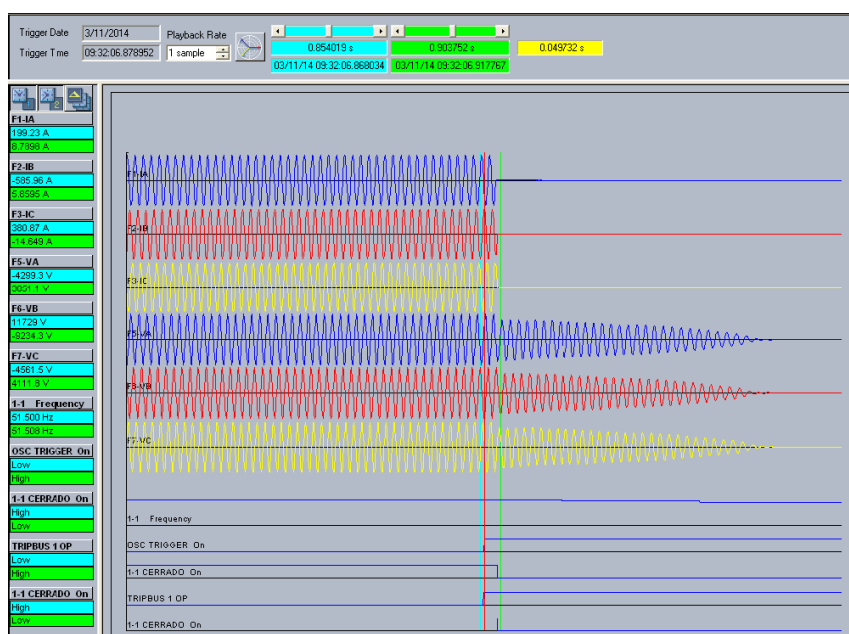 Trigger Date 3/11/2014 Playback Rate
Trigger Time 09:32:06.878952 1 sample
0.854019 s 0.903752 s 0.049732 s
03/11/14 09:32:06.868034 03/11/14 09:32:06.917767
F1-IA
199.23 A
8.7898 A
F2-IB
-585.96 A
5.8595 A
F3-IC
380.87 A
-14.649 A
F5-VA
-4299.3 V
V
F6-VB
11729 V
-9234.3 V
F7-VC
-4561.5 V
4111.8 V
1-1 Frequency
51.500 Hz
51.508 Hz
OSC TRIGGER On
Low
High
1-1 CERRADO On
High
Low
TRIPBUS 1 OP
Low
High
1-1 CERRADO On
High
Low
F1-IA
F2-IB
F3-IC
F5-VA
F6-VB
F7-VC
1-1 Frequency
OSC TRIGGER On
1-1 CERRADO On
TRIPBUS 1 OP
1-1 CERRADO On